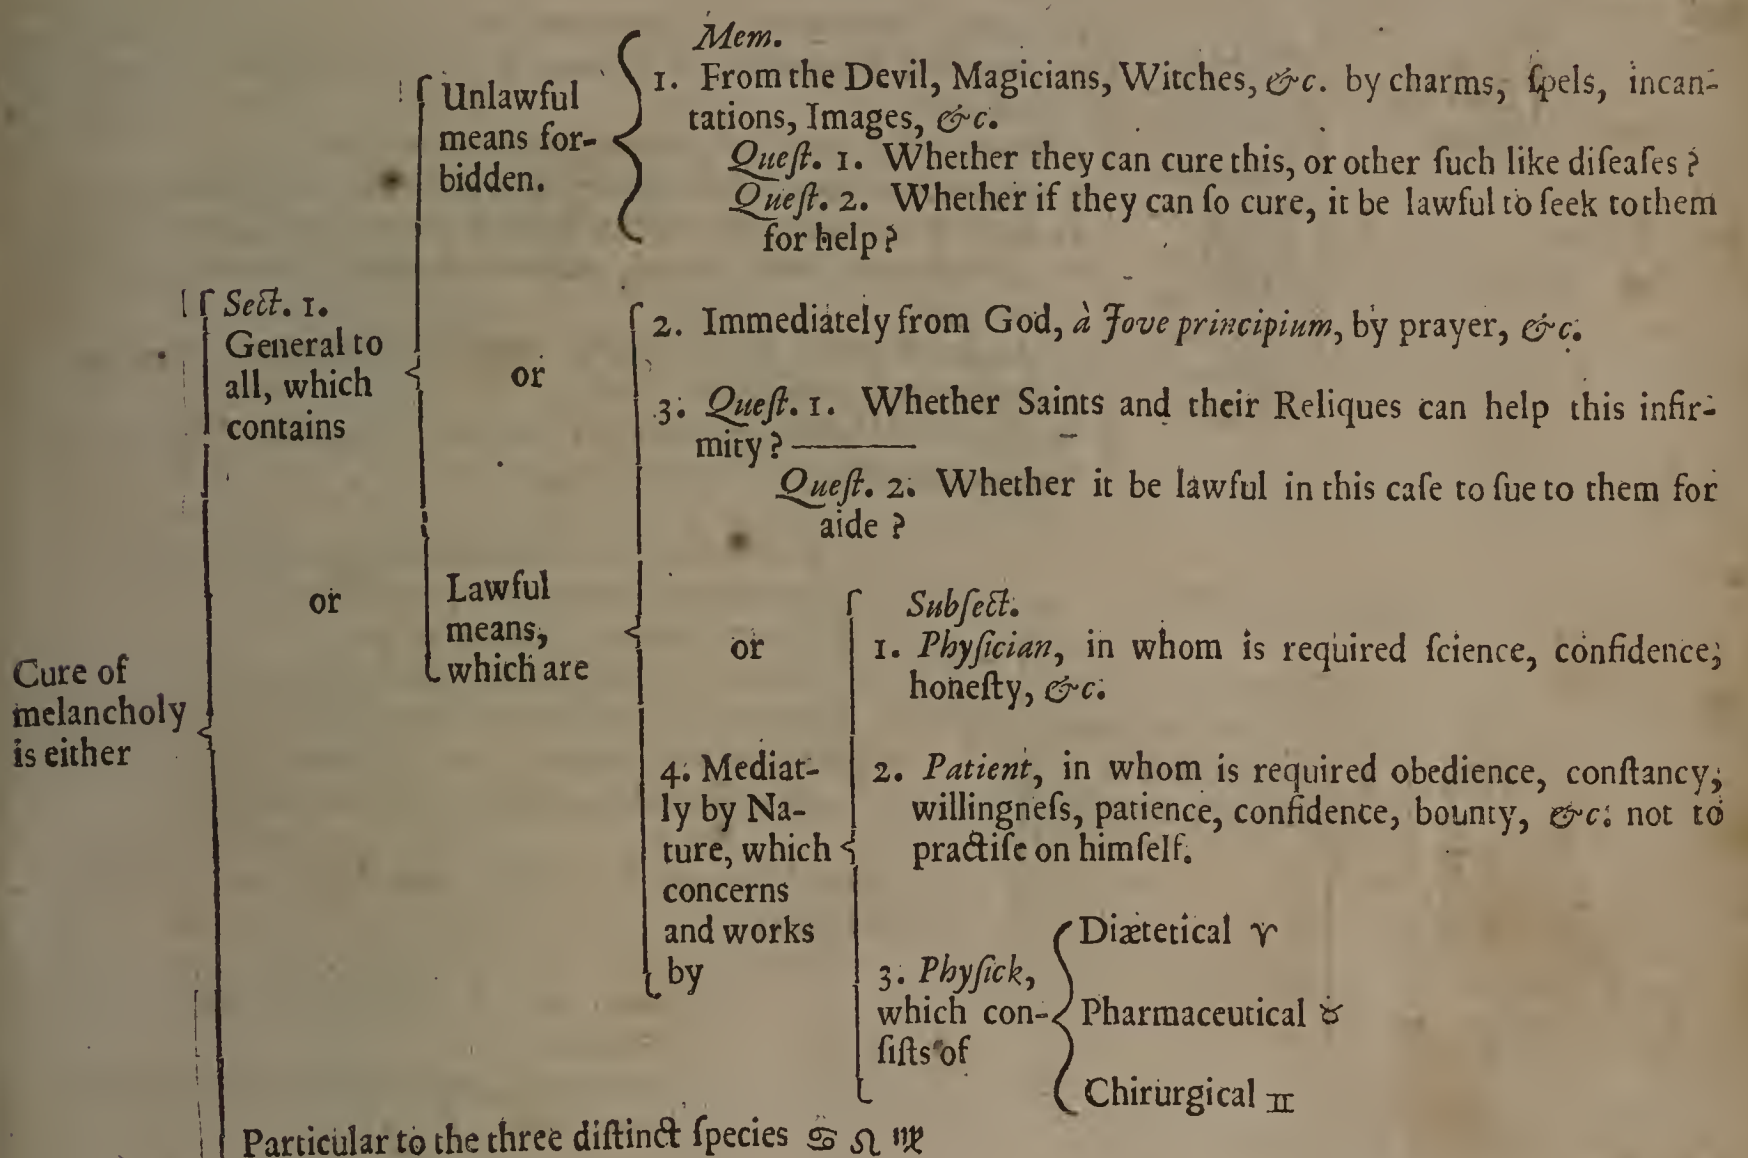 Cure of
melancholy
is either
Sect. 1.
General to
all, which
contains
or
Unlawful
means for-
bidden.
Mem.
1. From the Devil, Magicians, Witches, &c. by charms, ſpels, incan-
tations, Images, &c.
Queſt. 1. Whether they can cure this, or other ſuch like diſeaſes?
Queſt. 2. Whether if they can ſo cure, it be lawful to ſeek to them
for help?
or
Lawful
means,
which are
2. Immediately from God, à Jove principium, by prayer, &c.
3. Queſt. 1. Whether Saints and their Reliques can help this infir-
mity?
Queſt. 2. Whether it be lawful in this caſe to ſue to them for
aide?
or
4. Mediat-
ly by Na-
ture, which
concerns
and works
by
Subſect.
1. Phyſician, in whom is required ſcience, confidence,
honeſty, &c.
2. Patient, in whom is required obedience, conſtancy,
willingneſs, patience, confidence, bounty, &c. not to
practiſe on himſelf.
3. Phyſick,
which con-
ſiſts of
Diætetical ♈
Pharmaceutical ♉
Chirurgical ♊
Particular to the three diſtinct ſpecies ♋ ♌ ♍